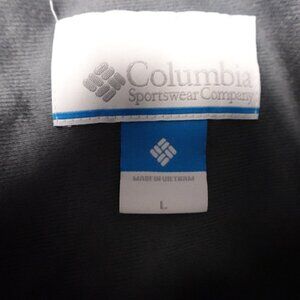 Columbia
Sportswear Company
MADE IN VIETNAM
L